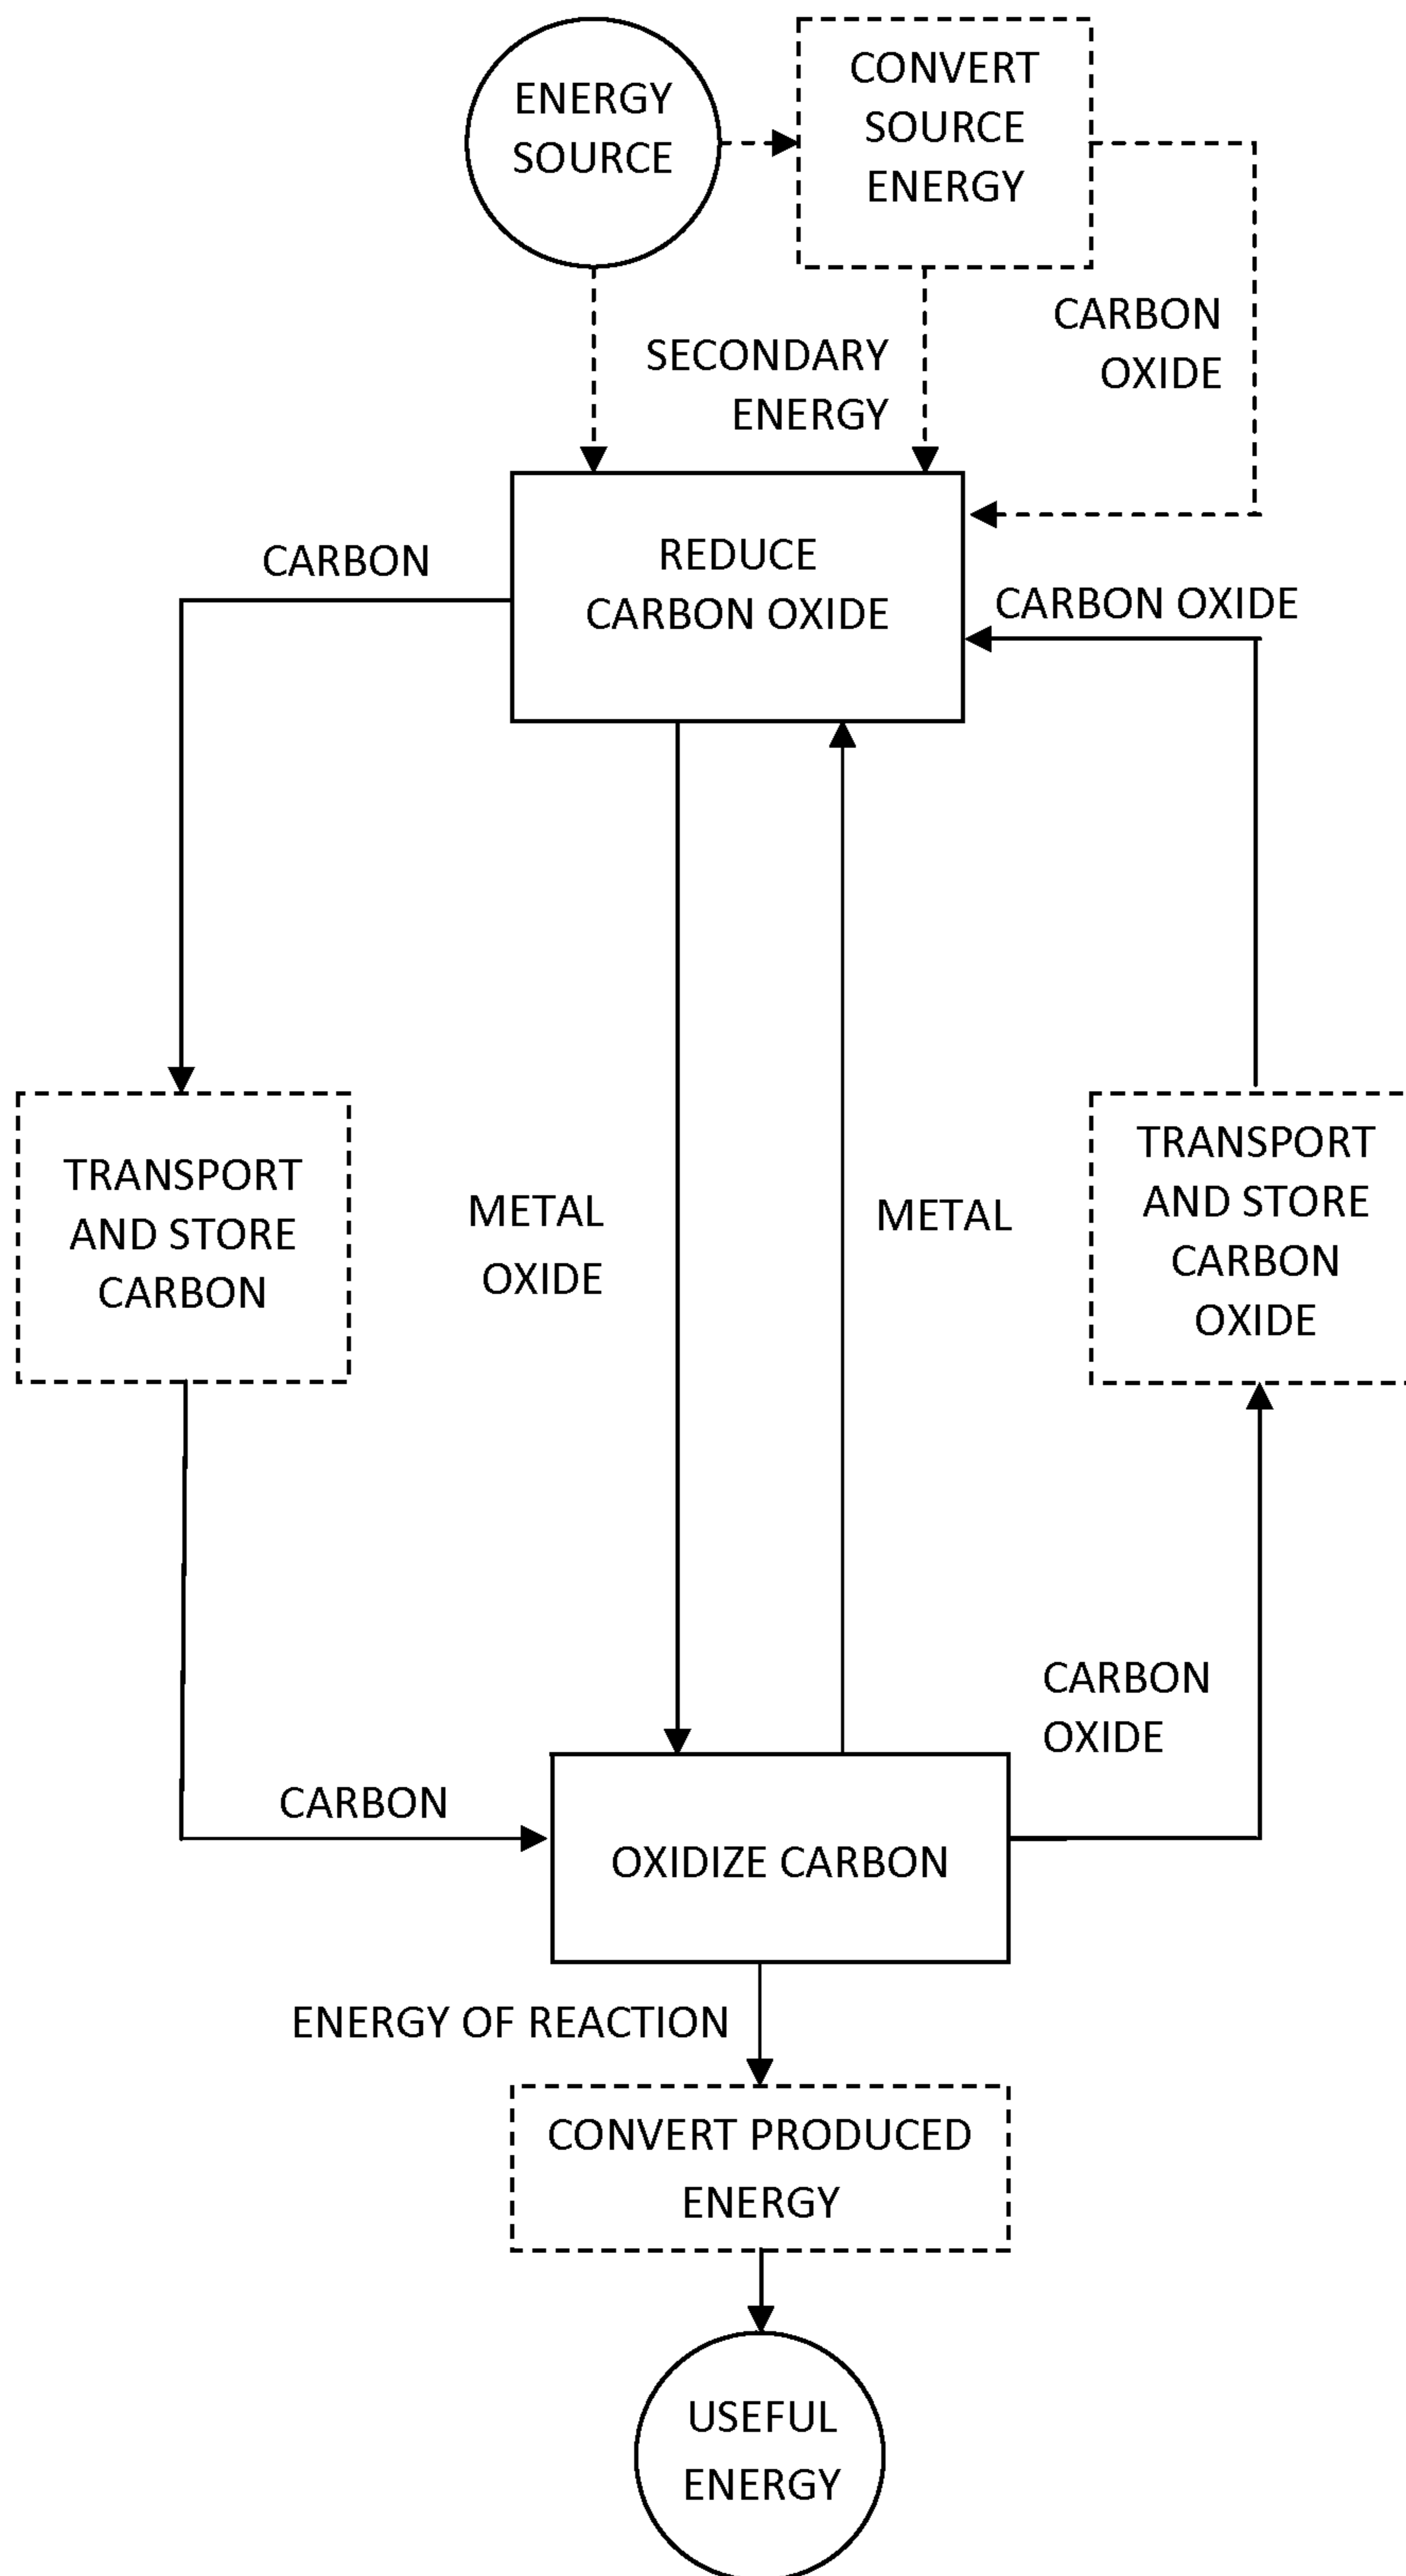 ENERGY
SOURCE
CONVERT
SOURCE
ENERGY
CARBON
OXIDE
SECONDARY
ENERGY
REDUCE
CARBON OXIDE
CARBON
CARBON OXIDE
TRANSPORT
AND STORE
CARBON
METAL
OXIDE
METAL
TRANSPORT
AND STORE
CARBON
OXIDE
CARBON
OXIDE
CARBON
OXIDIZE CARBON
ENERGY OF REACTION
CONVERT PRODUCED
ENERGY
USEFUL
ENERGY